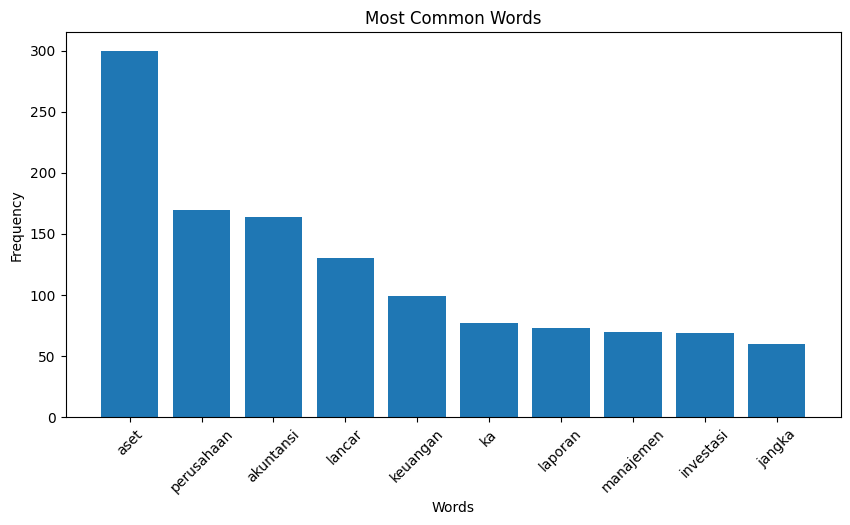 Most Common Words
Frequency
300
250
200
150
100
50
0
aset
perusahaan
akuntansi
lancar
keuangan
ka
laporan
manajemen
investasi
jangka
Words